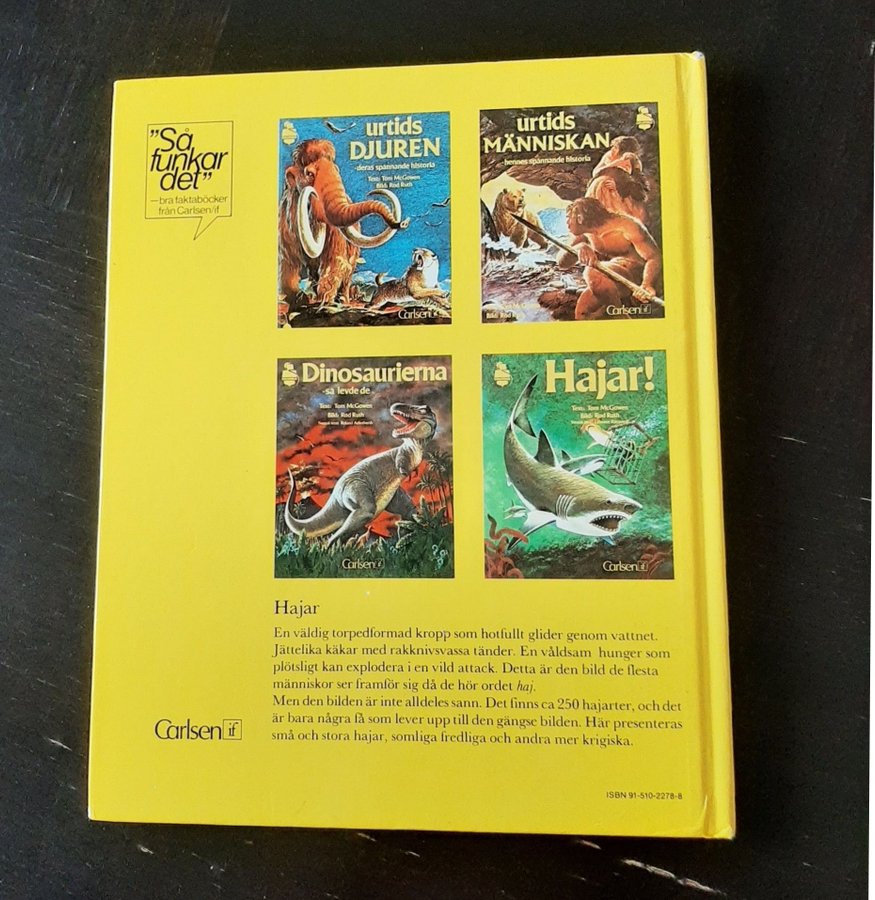 "Så
funkar
det"
—bra faktaböcker
från Carlsen/if
urtids
DJUREN
-deras spännande historia
Text: Tom McGowen
Bild: Rod Ruth
Carlsen if
urtids
MÄNNISKAN
-hennes spännande historia
Bild: Rod
Carlsen if
Dinosaurierna
-så levde de
Text: Tom McGowen
Bild: Rod Ruth
Carlsen if
Hajar!
Text: Tom McGowen
Bild: Rod Ruth
Carlsen if
Hajar
En väldig torpedformad kropp som hotfullt glider genom vattnet.
Jättelika käkar med rakknivsvassa tänder. En våldsam hunger som
plötsligt kan explodera i en vild attack. Detta är den bild de flesta
människor ser framför sig då de hör ordet haj.
Men den bilden är inte alldeles sann. Det finns ca 250 hajarter, och det
är bara några få som lever upp till den gängse bilden. Här presenteras
små och stora hajar, somliga fredliga och andra mer krigiska.
Carlsen if
ISBN 91-510-2278-8